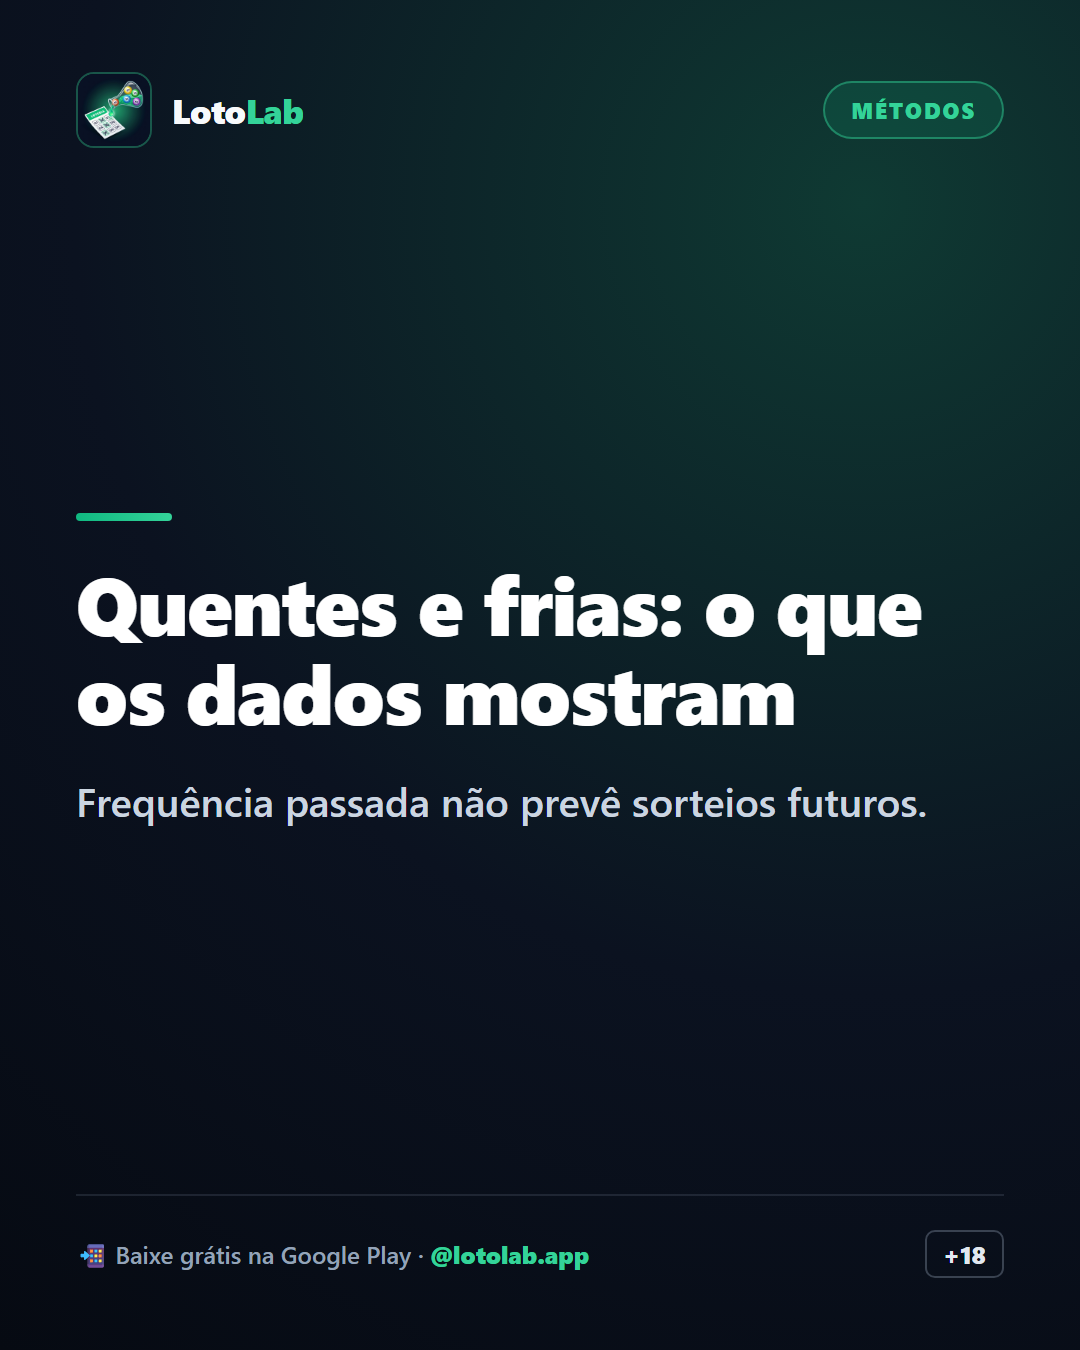 LotoLab
MÉTODOS
Quentes e frias: o que
os dados mostram
Frequência passada não prevê sorteios futuros.
Baixe grátis na Google Play · @lotolab.app
+18